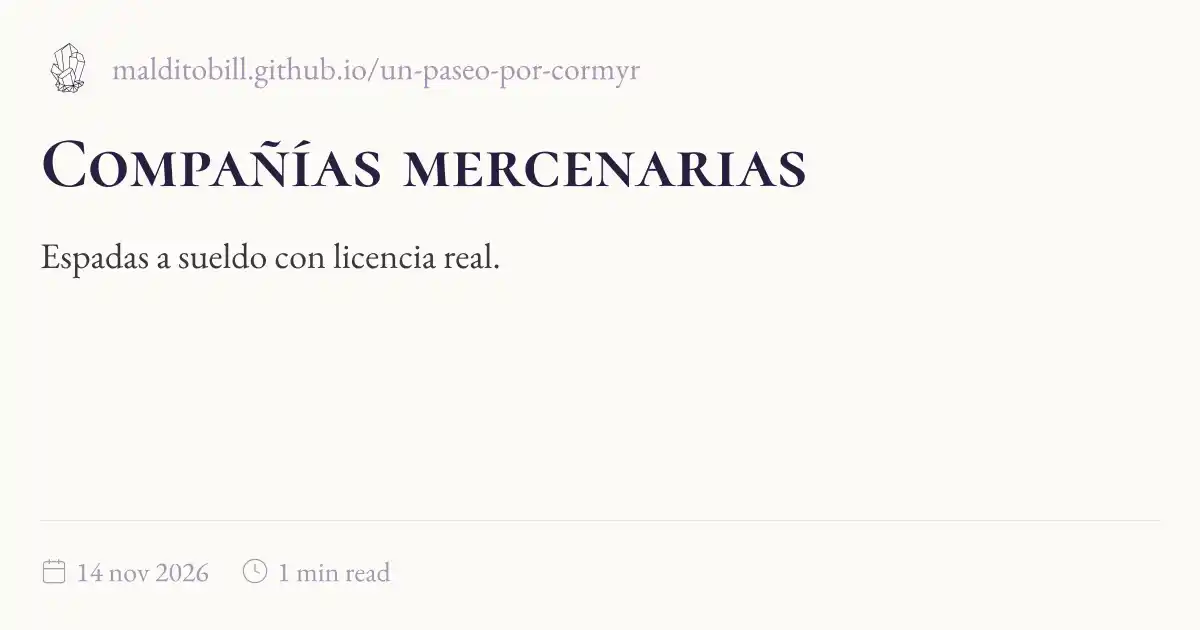 malditobill.github.io/un-paseo-por-cormyr
Compañías mercenarias
Espadas a sueldo con licencia real.
14 nov 2026 1 min read